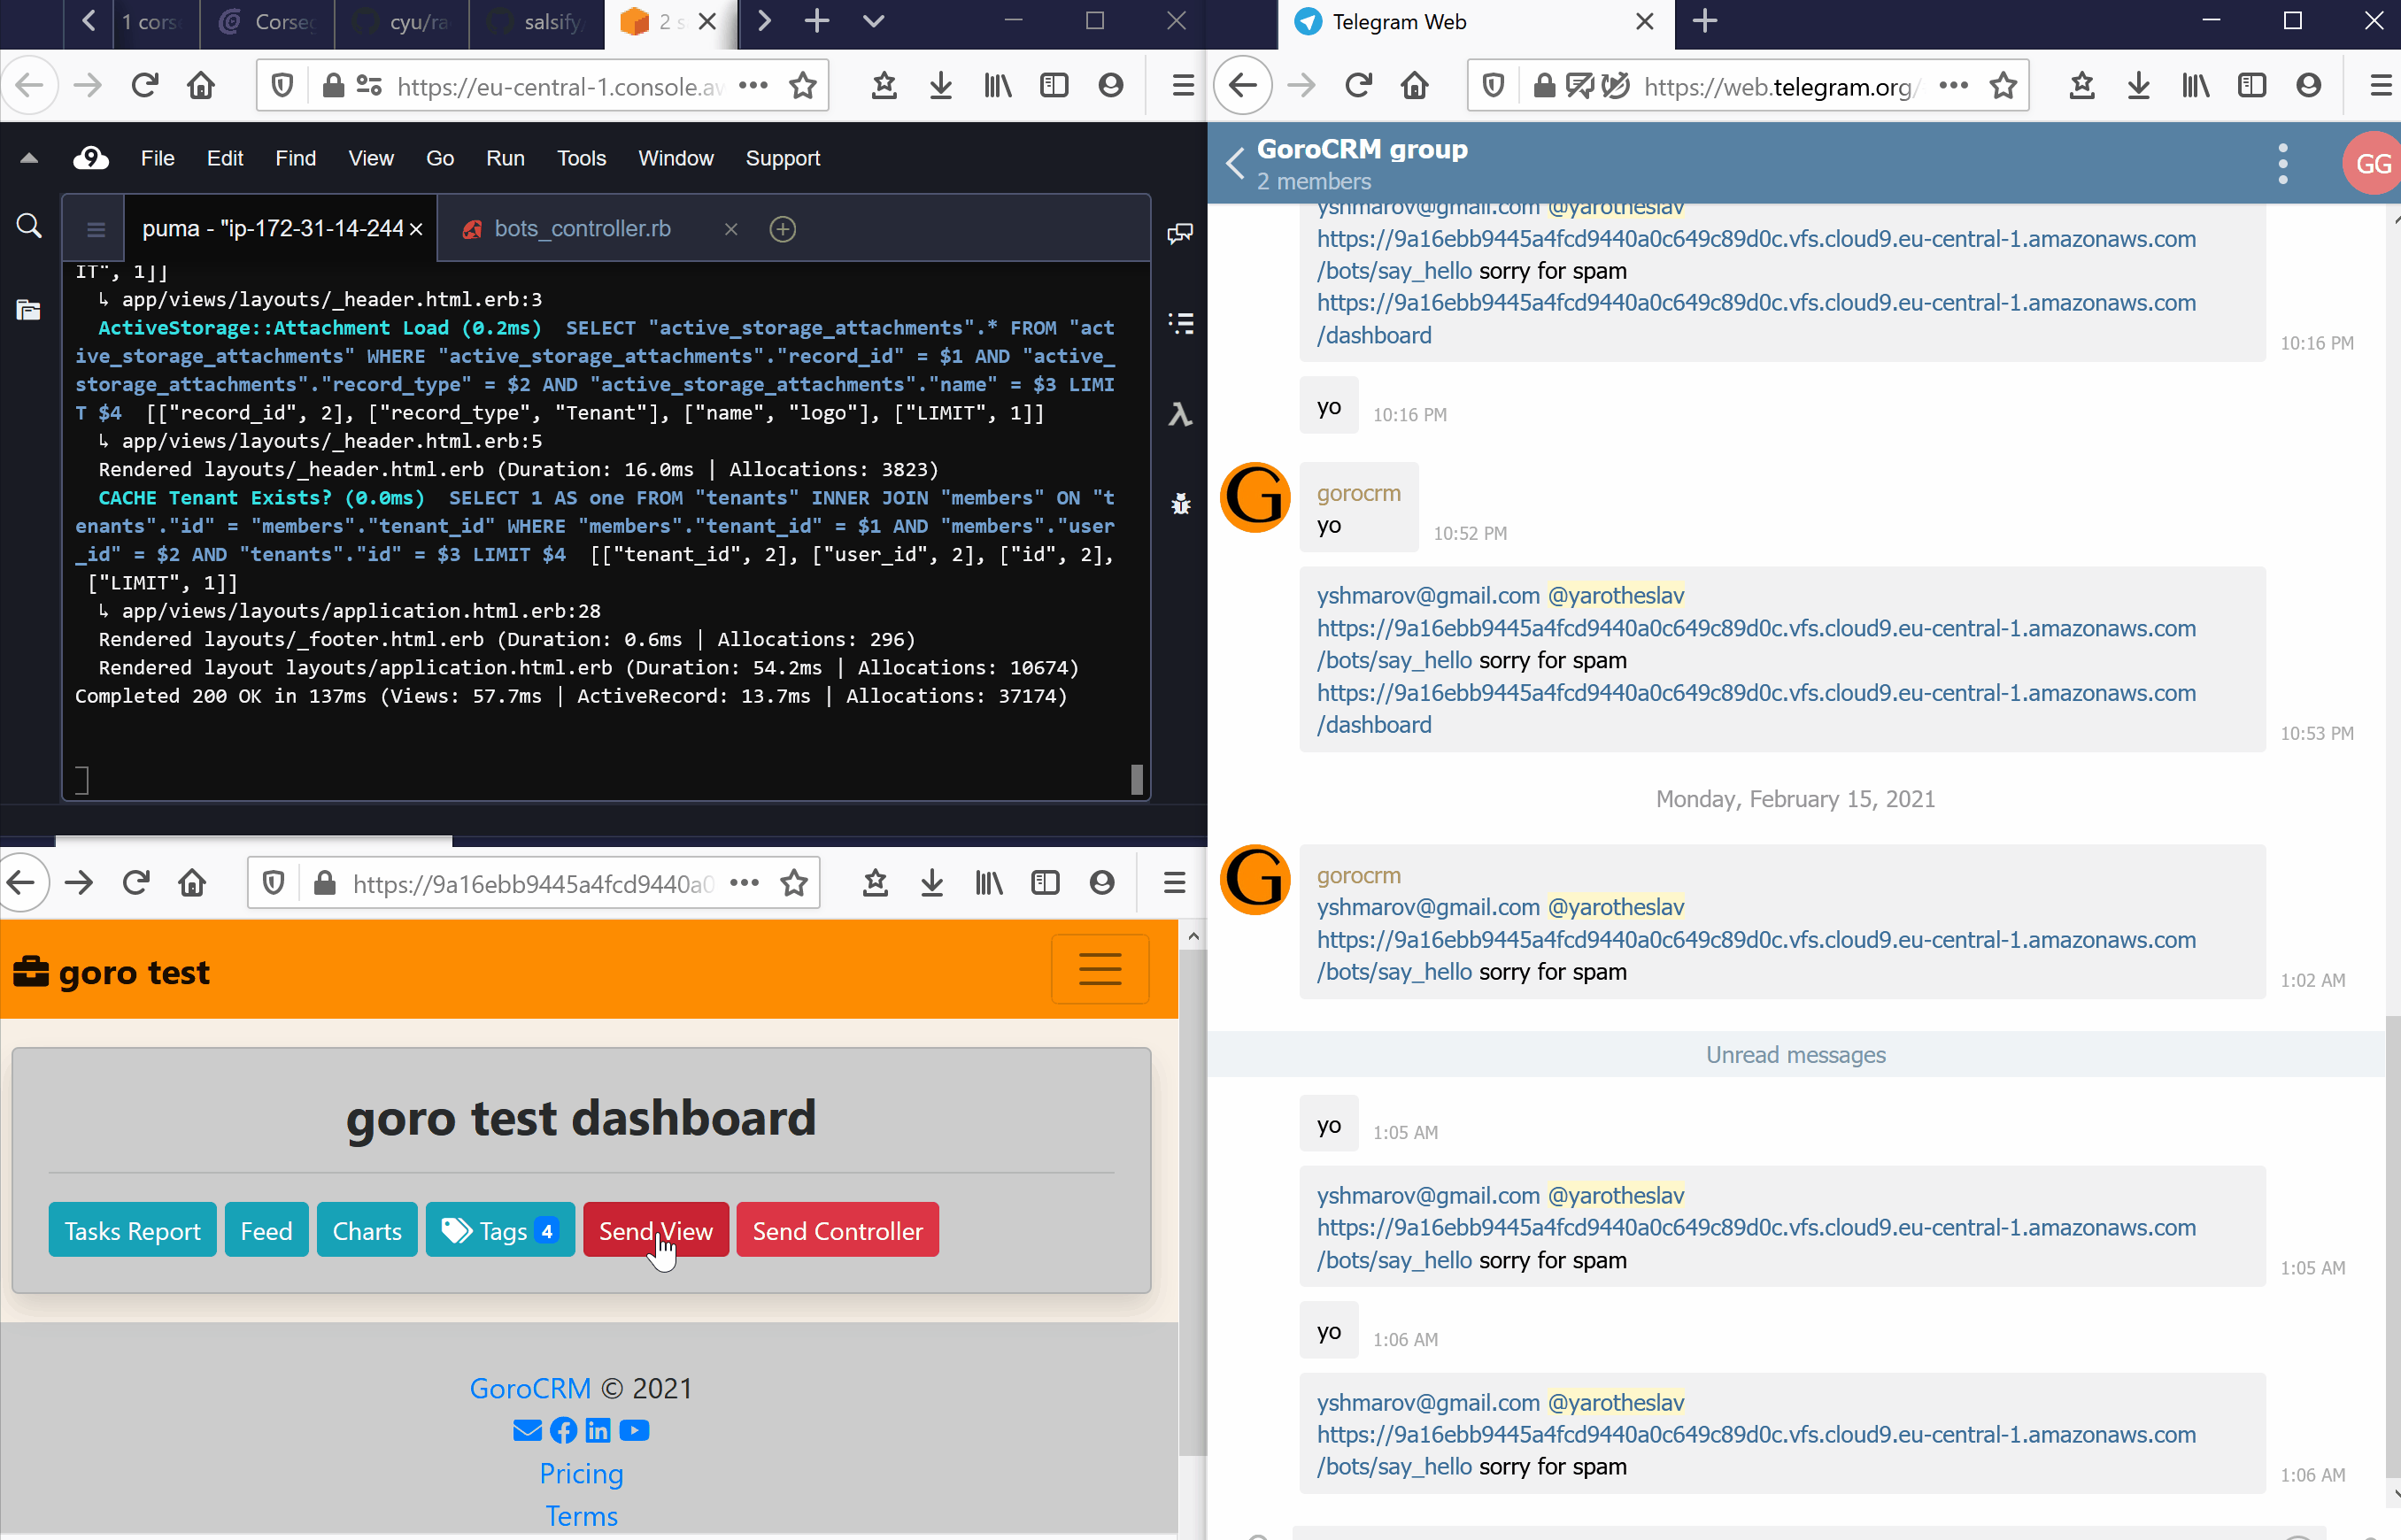 1 cors
Corse
cyu/ra
salsify/
2 s
https://eu-central-1.console.aw
File Edit Find View Go Run Tools Window Support
puma - "ip-172-31-14-244
bots_controller.rb
IT", 1]]
↳ app/views/layouts/_header.html.erb:3
ActiveStorage::Attachment Load (0.2ms)  SELECT "active_storage_attachments".* FROM "act
ive_storage_attachments" WHERE "active_storage_attachments"."record_id" = $1 AND "active_
storage_attachments"."record_type" = $2 AND "active_storage_attachments"."name" = $3 LIMI
T $4  [["record_id", 2], ["record_type", "Tenant"], ["name", "logo"], ["LIMIT", 1]]
↳ app/views/layouts/_header.html.erb:5
Rendered layouts/_header.html.erb (Duration: 16.0ms | Allocations: 3823)
CACHE Tenant Exists? (0.0ms)  SELECT 1 AS one FROM "tenants" INNER JOIN "members" ON "t
enants"."id" = "members"."tenant_id" WHERE "members"."tenant_id" = $1 AND "members"."user
_id" = $2 AND "tenants"."id" = $3 LIMIT $4  [["tenant_id", 2], ["user_id", 2], ["id", 2],
["LIMIT", 1]]
↳ app/views/layouts/application.html.erb:28
Rendered layouts/_footer.html.erb (Duration: 0.6ms | Allocations: 296)
Rendered layout layouts/application.html.erb (Duration: 54.2ms | Allocations: 10674)
Completed 200 OK in 137ms (Views: 57.7ms | ActiveRecord: 13.7ms | Allocations: 37174)
https://9a16ebb9445a4fcd9440a0
goro test
goro test dashboard
Tasks Report Feed Charts Tags 4 Send View Send Controller
GoroCRM © 2021
Pricing
Terms
Telegram Web
https://web.telegram.org/
GoroCRM group
2 members
GG
yshmarov@gmail.com @yarotheslav
https://9a16ebb9445a4fcd9440a0c649c89d0c.vfs.cloud9.eu-central-1.amazonaws.com
/bots/say_hello sorry for spam
https://9a16ebb9445a4fcd9440a0c649c89d0c.vfs.cloud9.eu-central-1.amazonaws.com
/dashboard
10:16 PM
yo 10:16 PM
G
gorocrm
yo
10:52 PM
yshmarov@gmail.com @yarotheslav
https://9a16ebb9445a4fcd9440a0c649c89d0c.vfs.cloud9.eu-central-1.amazonaws.com
/bots/say_hello sorry for spam
https://9a16ebb9445a4fcd9440a0c649c89d0c.vfs.cloud9.eu-central-1.amazonaws.com
/dashboard
10:53 PM
Monday, February 15, 2021
G
gorocrm
yshmarov@gmail.com @yarotheslav
https://9a16ebb9445a4fcd9440a0c649c89d0c.vfs.cloud9.eu-central-1.amazonaws.com
/bots/say_hello sorry for spam
1:02 AM
Unread messages
yo 1:05 AM
yshmarov@gmail.com @yarotheslav
https://9a16ebb9445a4fcd9440a0c649c89d0c.vfs.cloud9.eu-central-1.amazonaws.com
/bots/say_hello sorry for spam
1:05 AM
yo 1:06 AM
yshmarov@gmail.com @yarotheslav
https://9a16ebb9445a4fcd9440a0c649c89d0c.vfs.cloud9.eu-central-1.amazonaws.com
/bots/say_hello sorry for spam
1:06 AM